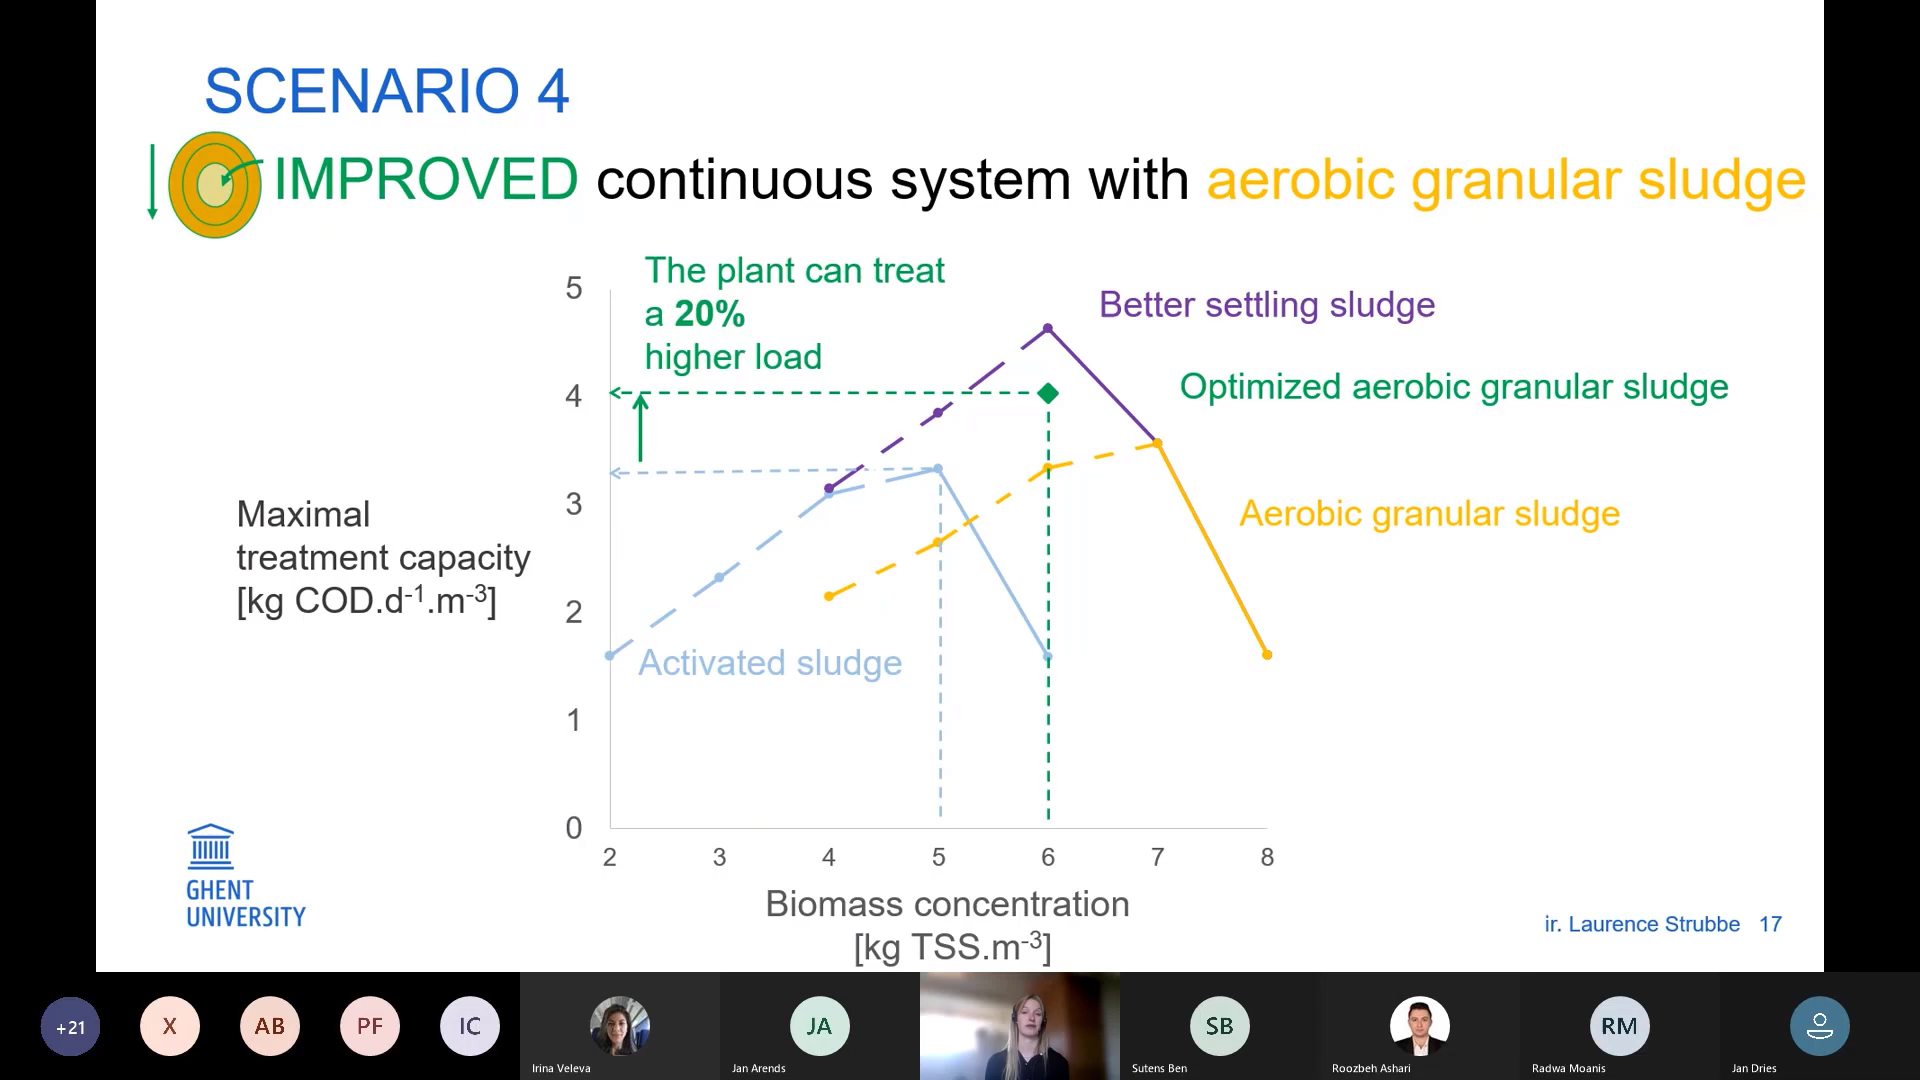 SCENARIO 4
IMPROVED continuous system with aerobic granular sludge
The plant can treat
a 20%
higher load
Better settling sludge
Optimized aerobic granular sludge
Aerobic granular sludge
Activated sludge
Maximal
treatment capacity
[kg COD.d-1.m-3]
5
4
3
2
1
0
2 3 4 5 6 7 8
Biomass concentration
[kg TSS.m-3]
GHENT
UNIVERSITY
ir. Laurence Strubbe 17
+21
X
AB
PF
IC
Irina Veleva
JA
Jan Arends
SB
Sutens Ben
Roozbeh Ashari
RM
Radwa Moanis
Jan Dries